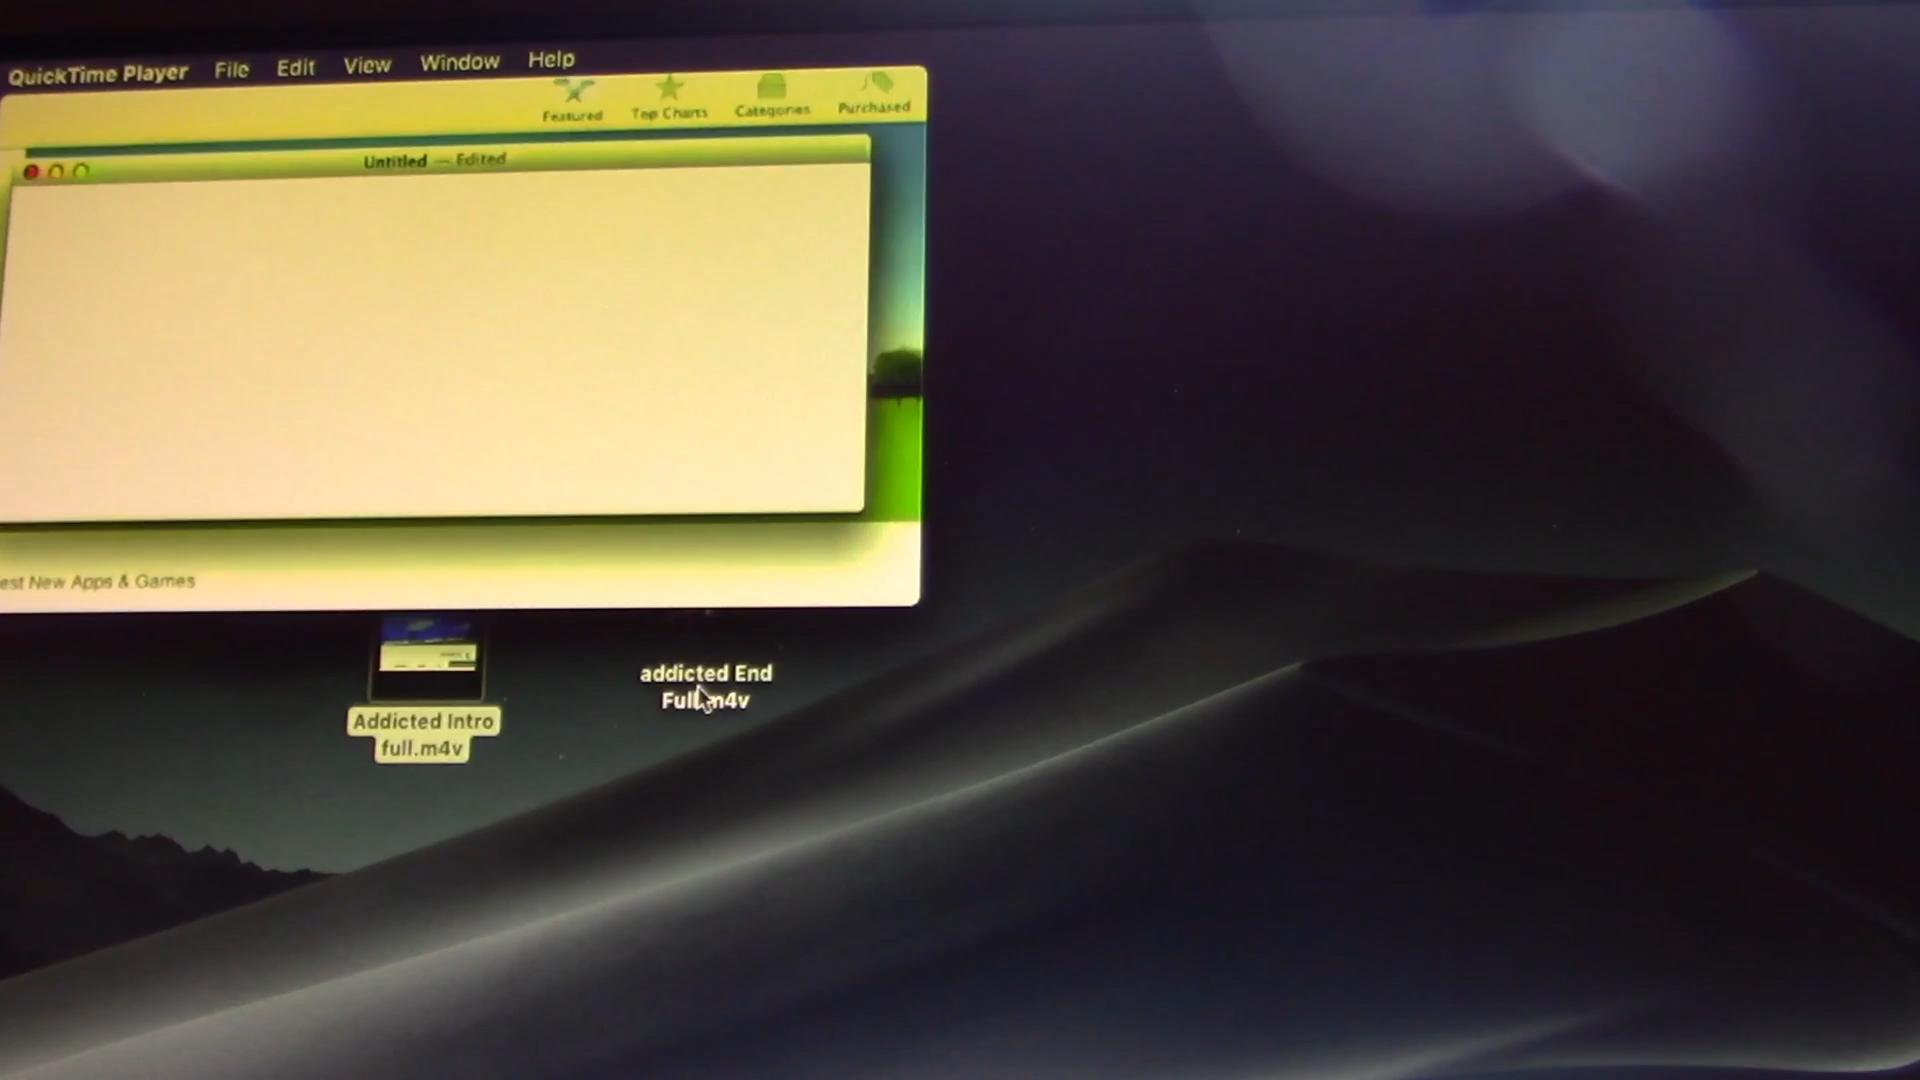 QuickTime Player File Edit View Window Help
Featured Top Charts Categories Purchased
Untitled — Edited
est New Apps & Games
Addicted Intro
full.m4v
addicted End
Full.m4v